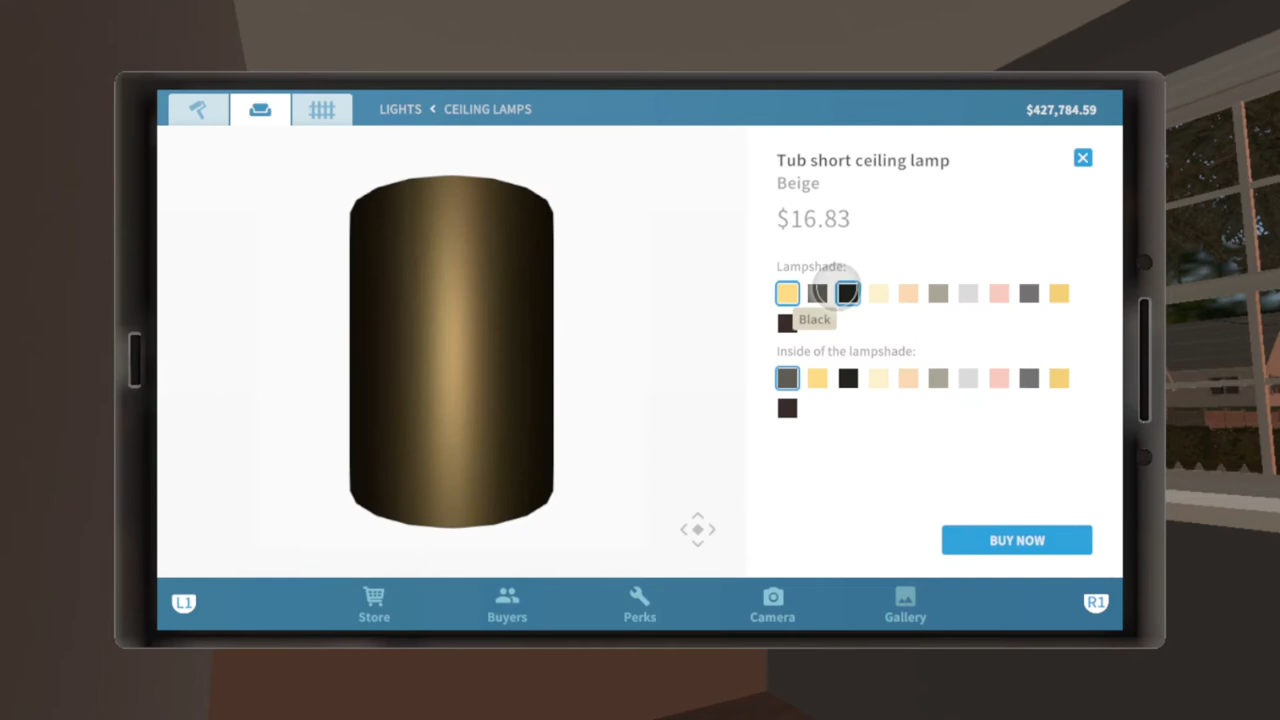 LIGHTS < CEILING LAMPS
$427,784.59
Tub short ceiling lamp
Beige
$16.83
Lampshade:
Black
Inside of the lampshade:
BUY NOW
L1
Store
Buyers
Perks
Camera
Gallery
R1